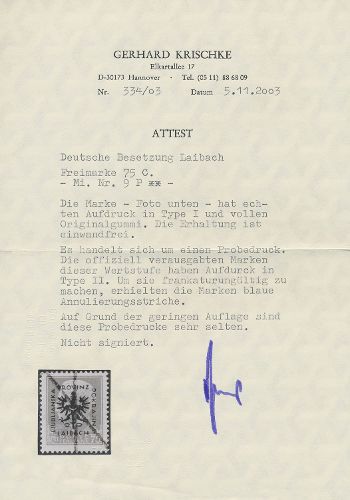 GERHARD KRISCHKE
Elkartallee 17
D-30173 Hannover · Tel. (05 11) 88 68 09
Nr. 334/03 Datum 5.11.2003
ATTEST
Deutsche Besetzung Laibach
Freimarke 75 C.
- Mi. Nr. 9 P ** -
Die Marke - Foto unten - hat ech-
ten Aufdruck in Type I und vollen
Originalgummi. Die Erhaltung ist
einwandfrei.
Es handelt sich um einen Probedruck.
Die offiziell verausgabten Marken
dieser Wertstufe haben Aufdurck in
Type II. Um sie frankaturungültig zu
machen, erhielten die Marken blaue
Annulierungsstriche.
Auf Grund der geringen Auflage sind
diese Probedrucke sehr selten.
Nicht signiert.
PROVINZ
LJUBLJANSKA
POKRAJINA
LAIBACH